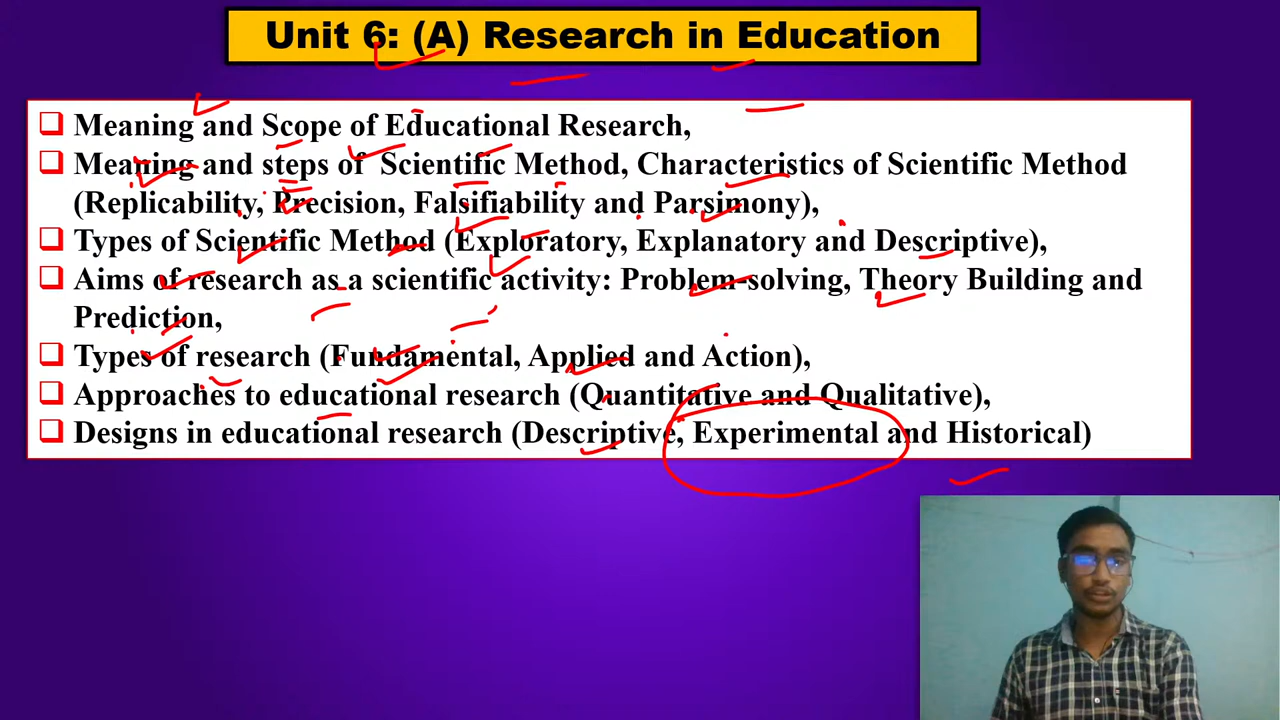 Unit 6: (A) Research in Education
Meaning and Scope of Educational Research,
Meaning and steps of Scientific Method, Characteristics of Scientific Method
(Replicability, Precision, Falsifiability and Parsimony),
Types of Scientific Method (Exploratory, Explanatory and Descriptive),
Aims of research as a scientific activity: Problem-solving, Theory Building and
Prediction,
Types of research (Fundamental, Applied and Action),
Approaches to educational research (Quantitative and Qualitative),
Designs in educational research (Descriptive, Experimental and Historical)